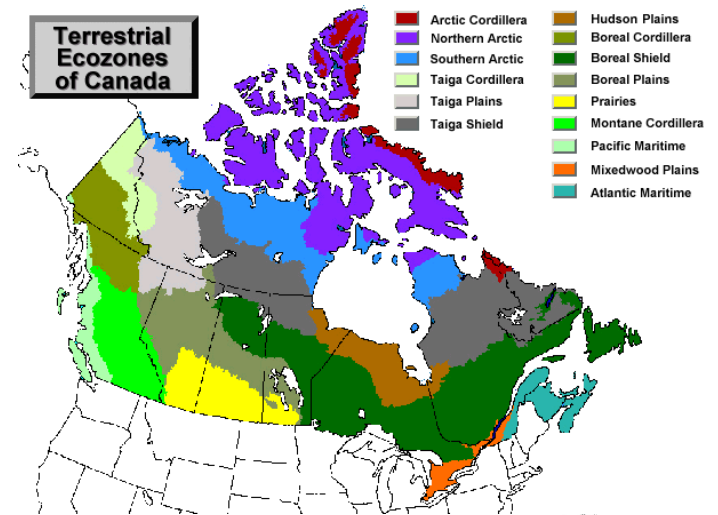 Terrestrial
Ecozones
of Canada
Arctic Cordillera
Northern Arctic
Southern Arctic
Taiga Cordillera
Taiga Plains
Taiga Shield
Hudson Plains
Boreal Cordillera
Boreal Shield
Boreal Plains
Prairies
Montane Cordillera
Pacific Maritime
Mixedwood Plains
Atlantic Maritime